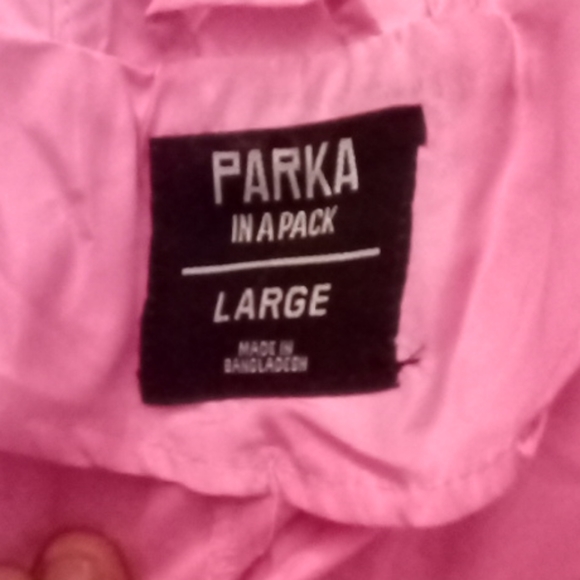 PARKA
IN A PACK
LARGE
MADE IN
BANGLADESH